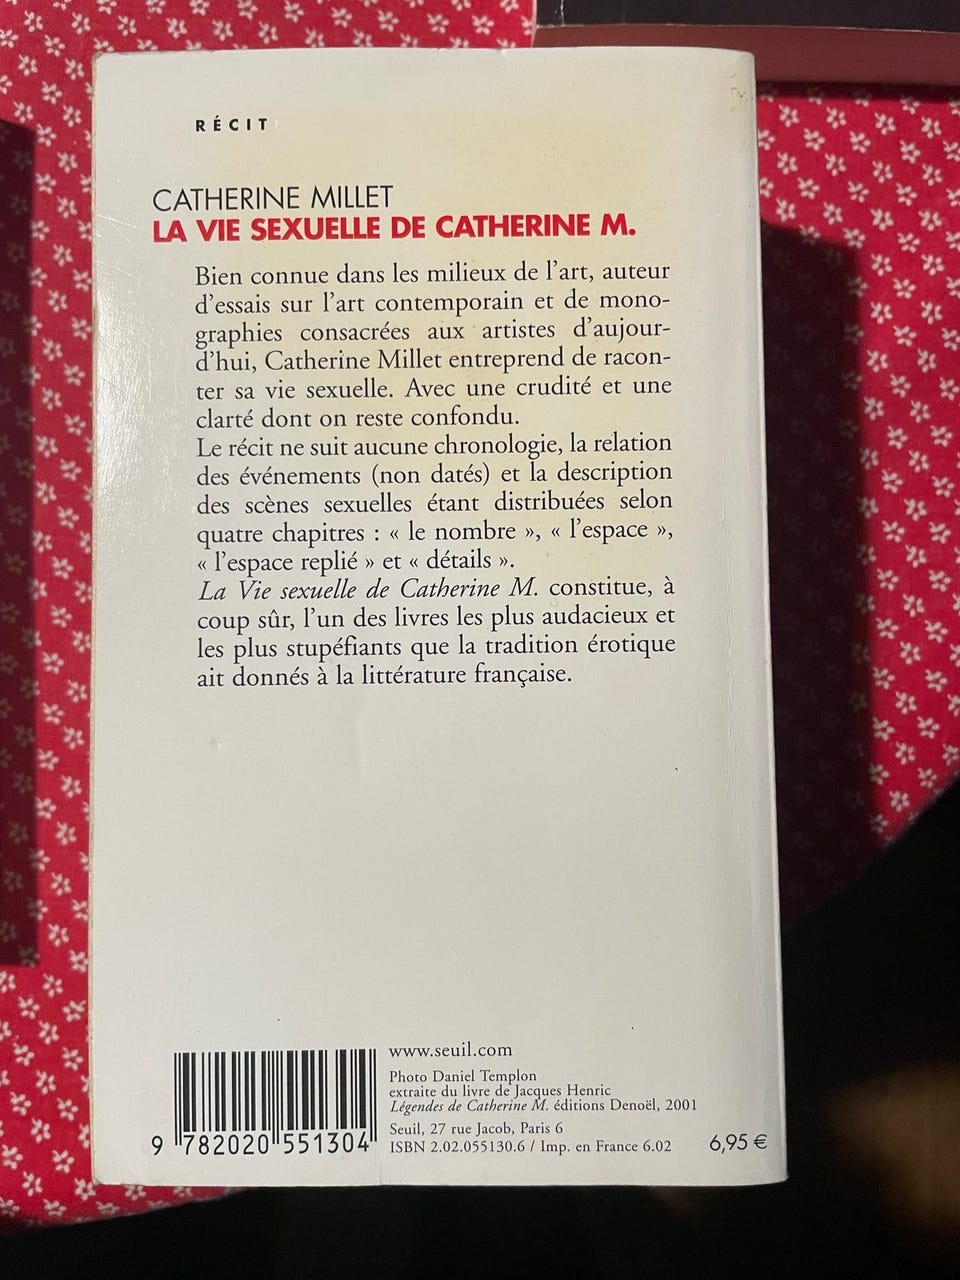 RÉCIT
CATHERINE MILLET
LA VIE SEXUELLE DE CATHERINE M.
Bien connue dans les milieux de l'art, auteur
d'essais sur l'art contemporain et de mono-
graphies consacrées aux artistes d'aujour-
d'hui, Catherine Millet entreprend de racon-
ter sa vie sexuelle. Avec une crudité et une
clarté dont on reste confondu.
Le récit ne suit aucune chronologie, la relation
des événements (non datés) et la description
des scènes sexuelles étant distribuées selon
quatre chapitres : « le nombre », « l'espace »,
« l'espace replié » et « détails ».
La Vie sexuelle de Catherine M. constitue, à
coup sûr, l'un des livres les plus audacieux et
les plus stupéfiants que la tradition érotique
ait donnés à la littérature française.
www.seuil.com
Photo Daniel Templon
extraite du livre de Jacques Henric
Légendes de Catherine M. éditions Denoël, 2001
Seuil, 27 rue Jacob, Paris 6
ISBN 2.02.055130.6 / Imp. en France 6.02
6,95 €
9 782020 551304